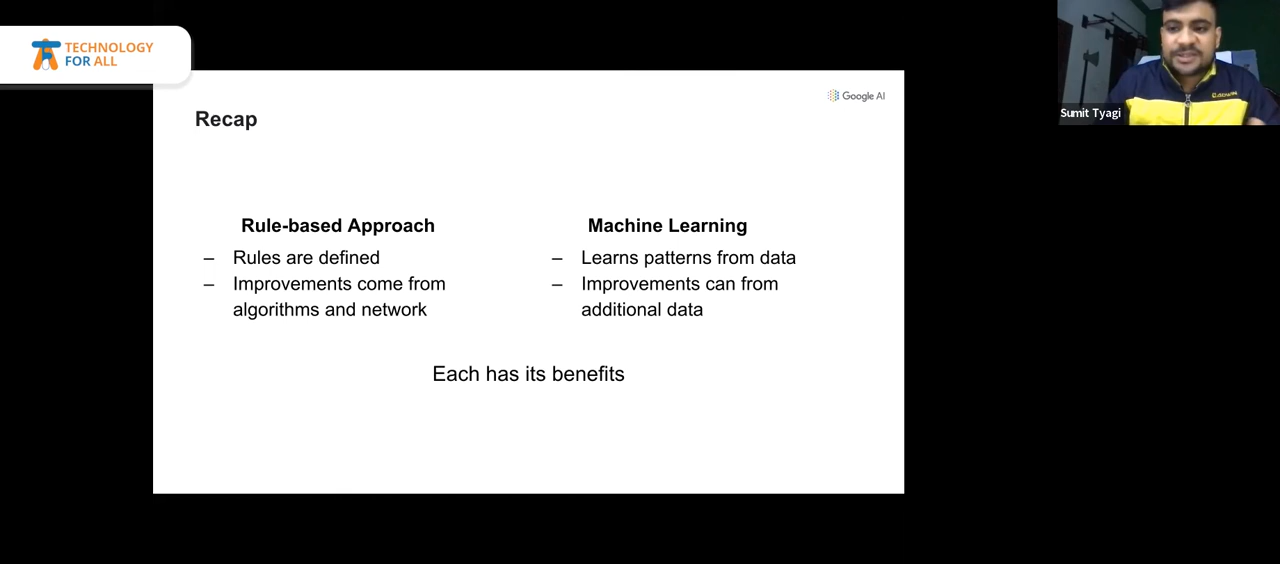 TECHNOLOGY
FOR ALL
Google AI
Sumit Tyagi
Recap
Rule-based Approach
– Rules are defined
– Improvements come from
algorithms and network
Machine Learning
– Learns patterns from data
– Improvements can from
additional data
Each has its benefits